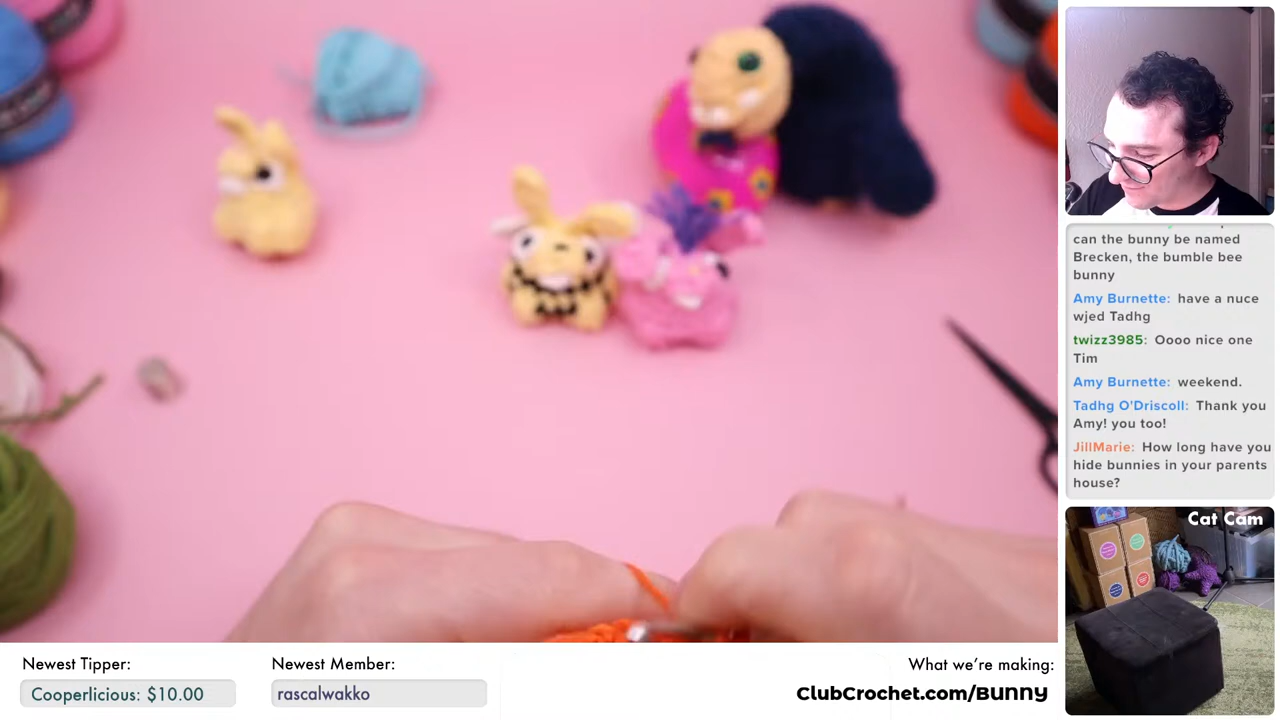 can the bunny be named
Brecken, the bumble bee
bunny
Amy Burnette: have a nuce
wjed Tadhg
twizz3985: Oooo nice one
Tim
Amy Burnette: weekend.
Tadhg O'Driscoll: Thank you
Amy! you too!
JillMarie: How long have you
hide bunnies in your parents
house?
Cat Cam
Newest Tipper:
Cooperlicious: $10.00
Newest Member:
rascalwakko
What we're making:
ClubCrochet.com/BUNNY